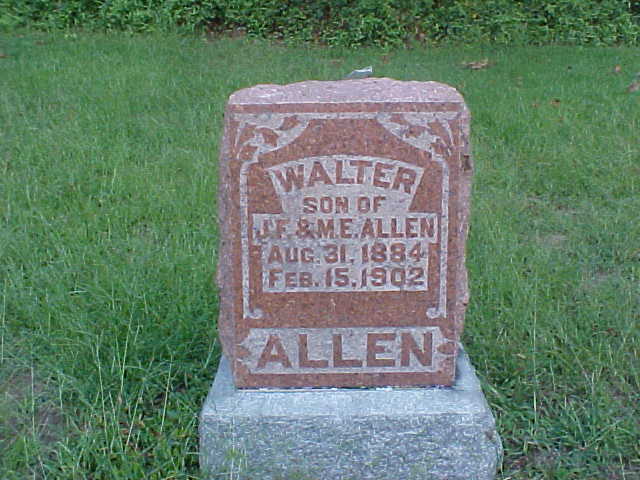 WALTER
SON OF
J.F. & M.E. ALLEN
AUG. 31, 1884
FEB. 15, 1902
ALLEN